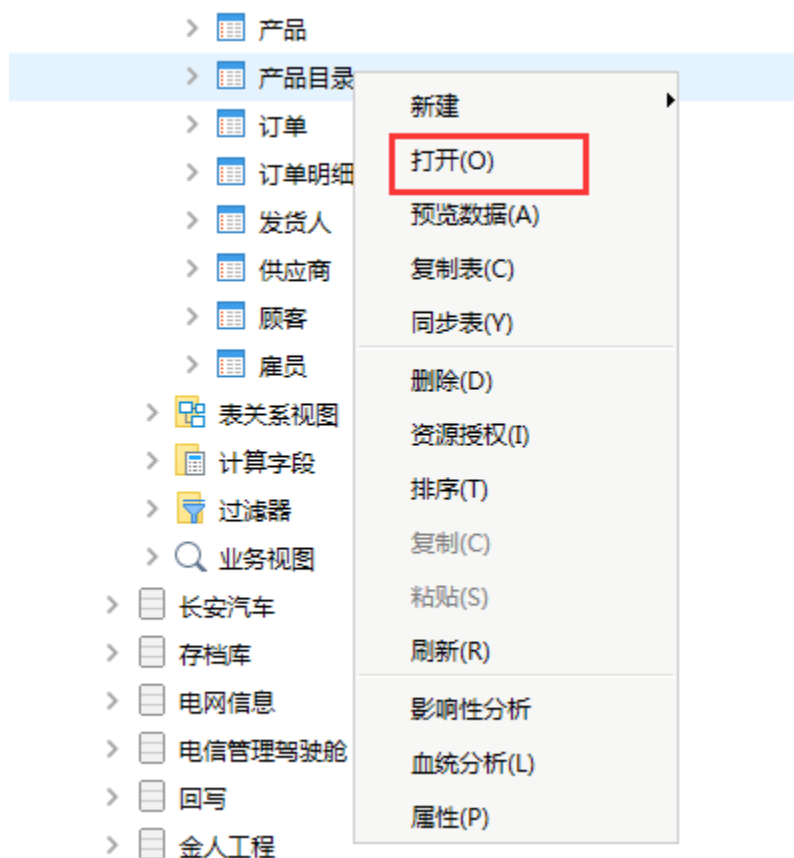 产品
产品目录
订单
订单明细
发货人
供应商
顾客
雇员
表关系视图
计算字段
过滤器
业务视图
长安汽车
存档库
电网信息
电信管理驾驶舱
回写
金人工程
新建
打开(O)
预览数据(A)
复制表(C)
同步表(Y)
删除(D)
资源授权(I)
排序(T)
复制(C)
粘贴(S)
刷新(R)
影响性分析
血统分析(L)
属性(P)